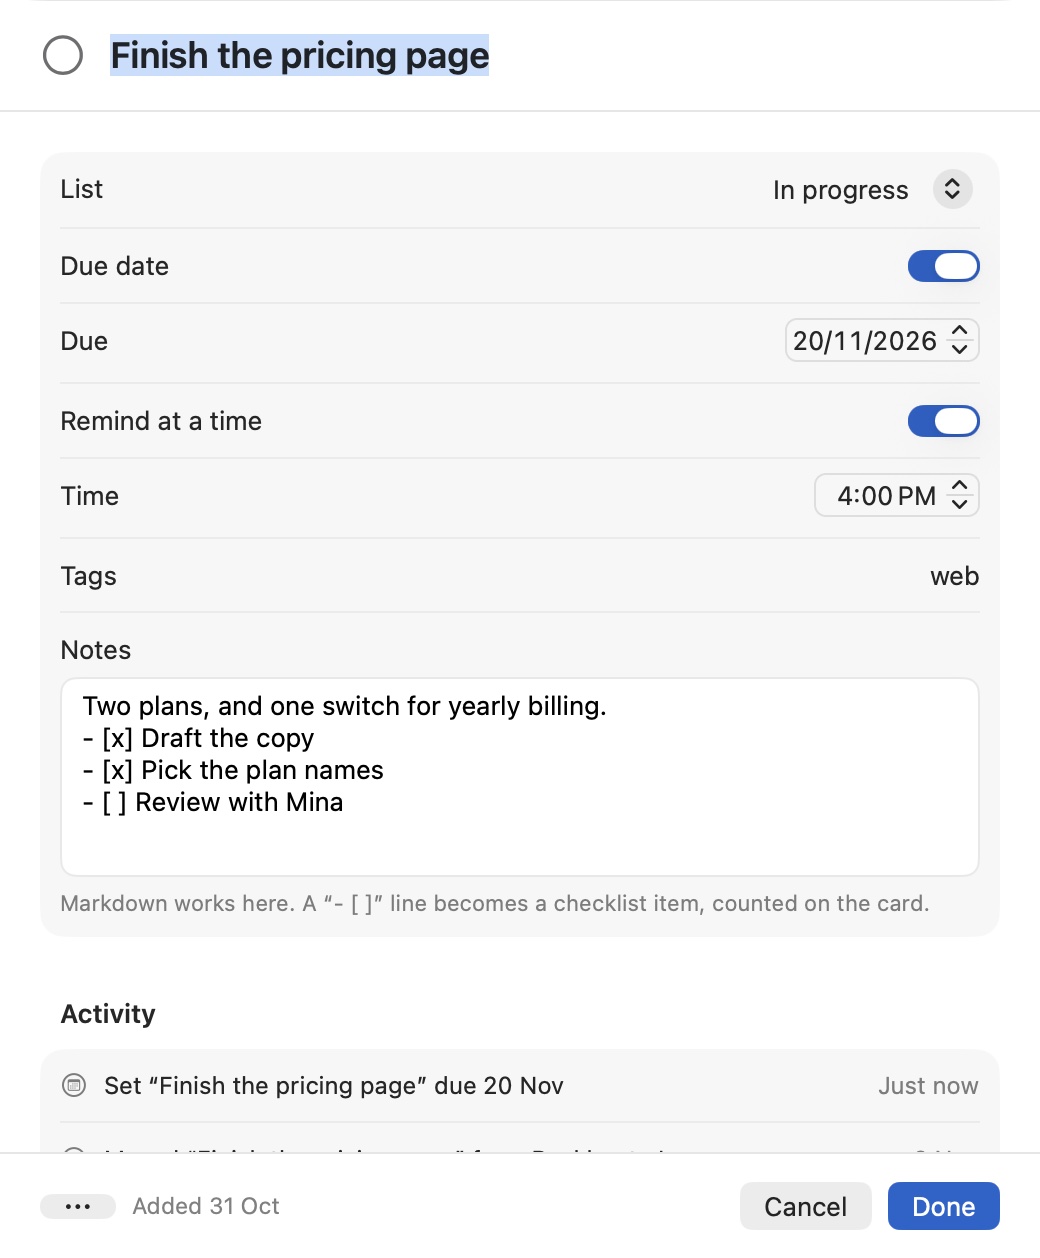 Finish the pricing page
List In progress
Due date
Due 20/11/2026
Remind at a time
Time 4:00 PM
Tags web
Notes
Two plans, and one switch for yearly billing.
- [x] Draft the copy
- [x] Pick the plan names
- [ ] Review with Mina
Markdown works here. A “- [ ]” line becomes a checklist item, counted on the card.
Activity
Set “Finish the pricing page” due 20 Nov Just now
Added 31 Oct Cancel Done